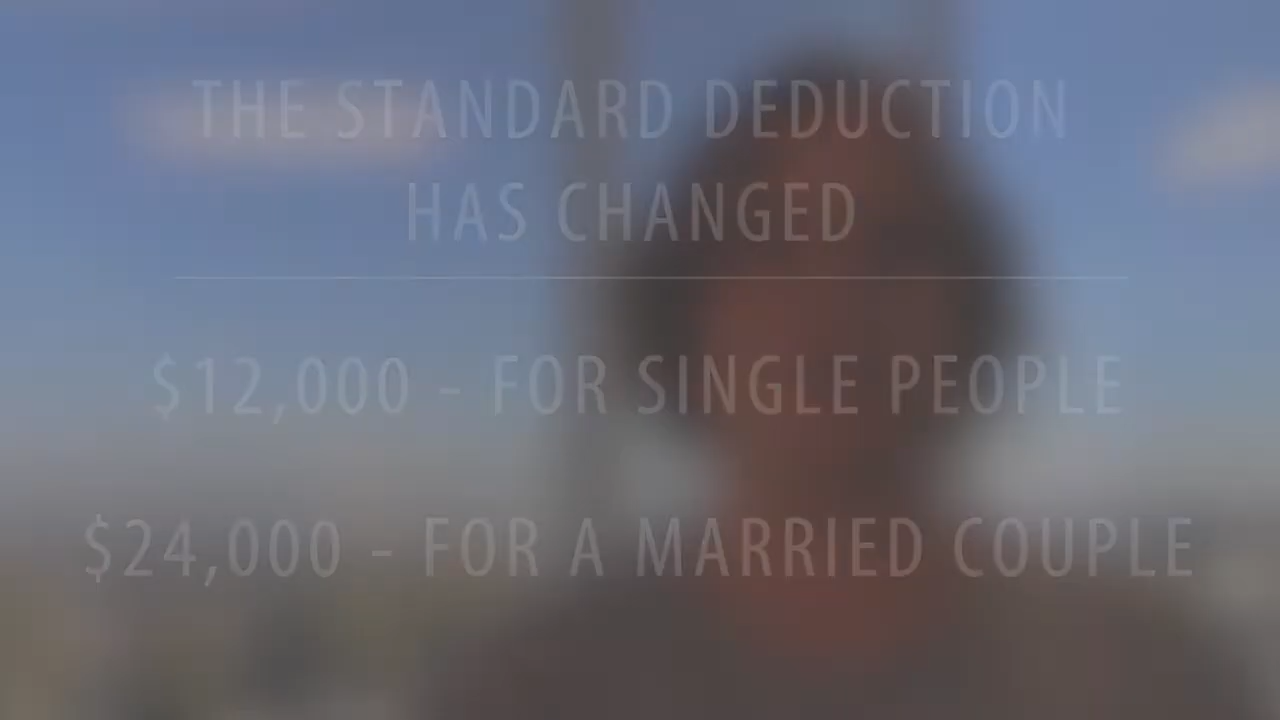 THE STANDARD DEDUCTION
HAS CHANGED
$12,000 - FOR SINGLE PEOPLE
$24,000 - FOR A MARRIED COUPLE